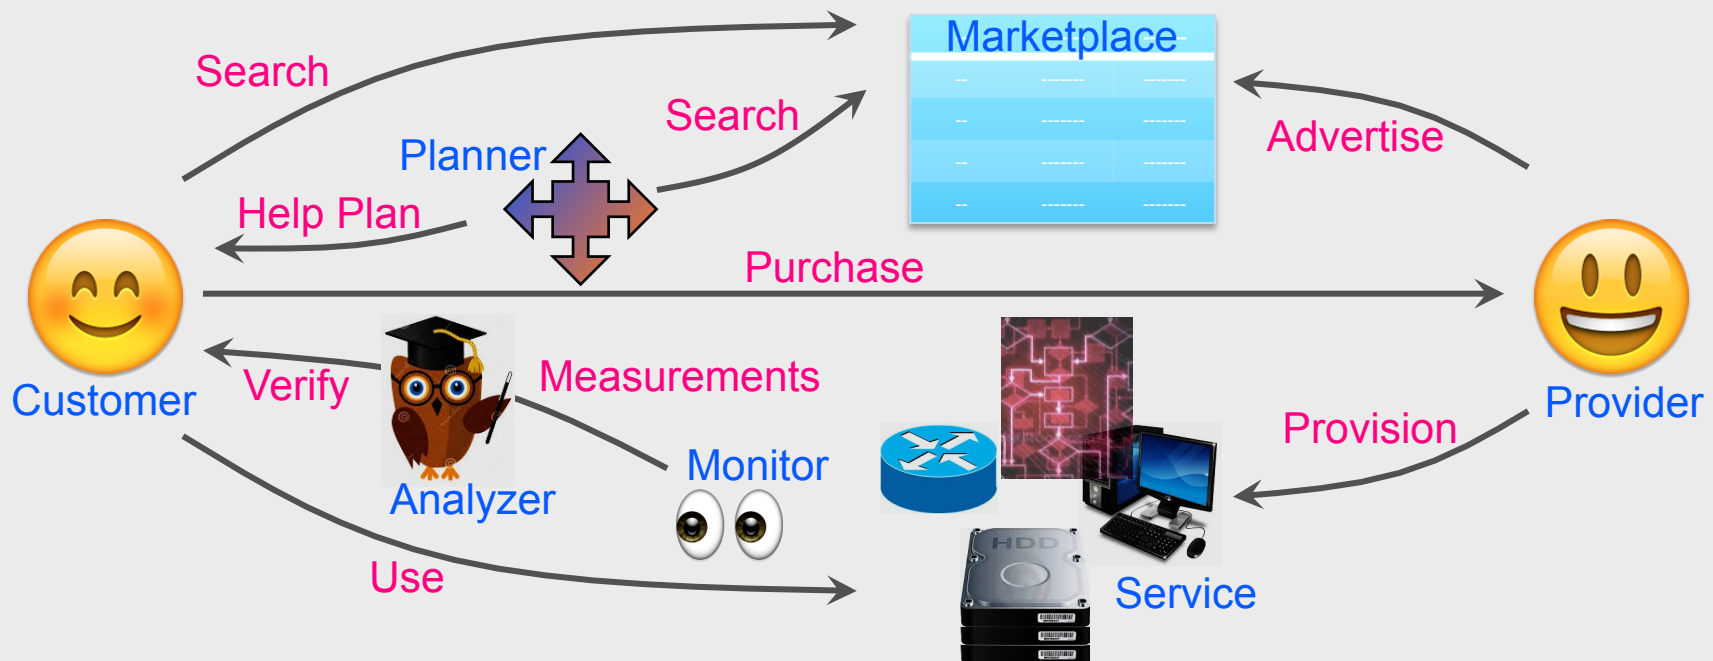 Marketplace
Search
Search
Advertise
Planner
Help Plan
Purchase
Customer
Verify
Measurements
Provider
Provision
Analyzer
Monitor
HDD
Use
Service